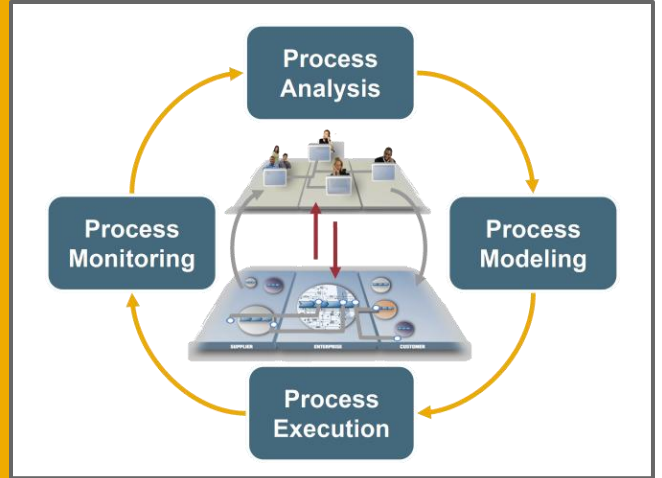 Process
Analysis
Process
Monitoring
Process
Modeling
SUPPLIER
ENTERPRISE
CUSTOMER
Process
Execution